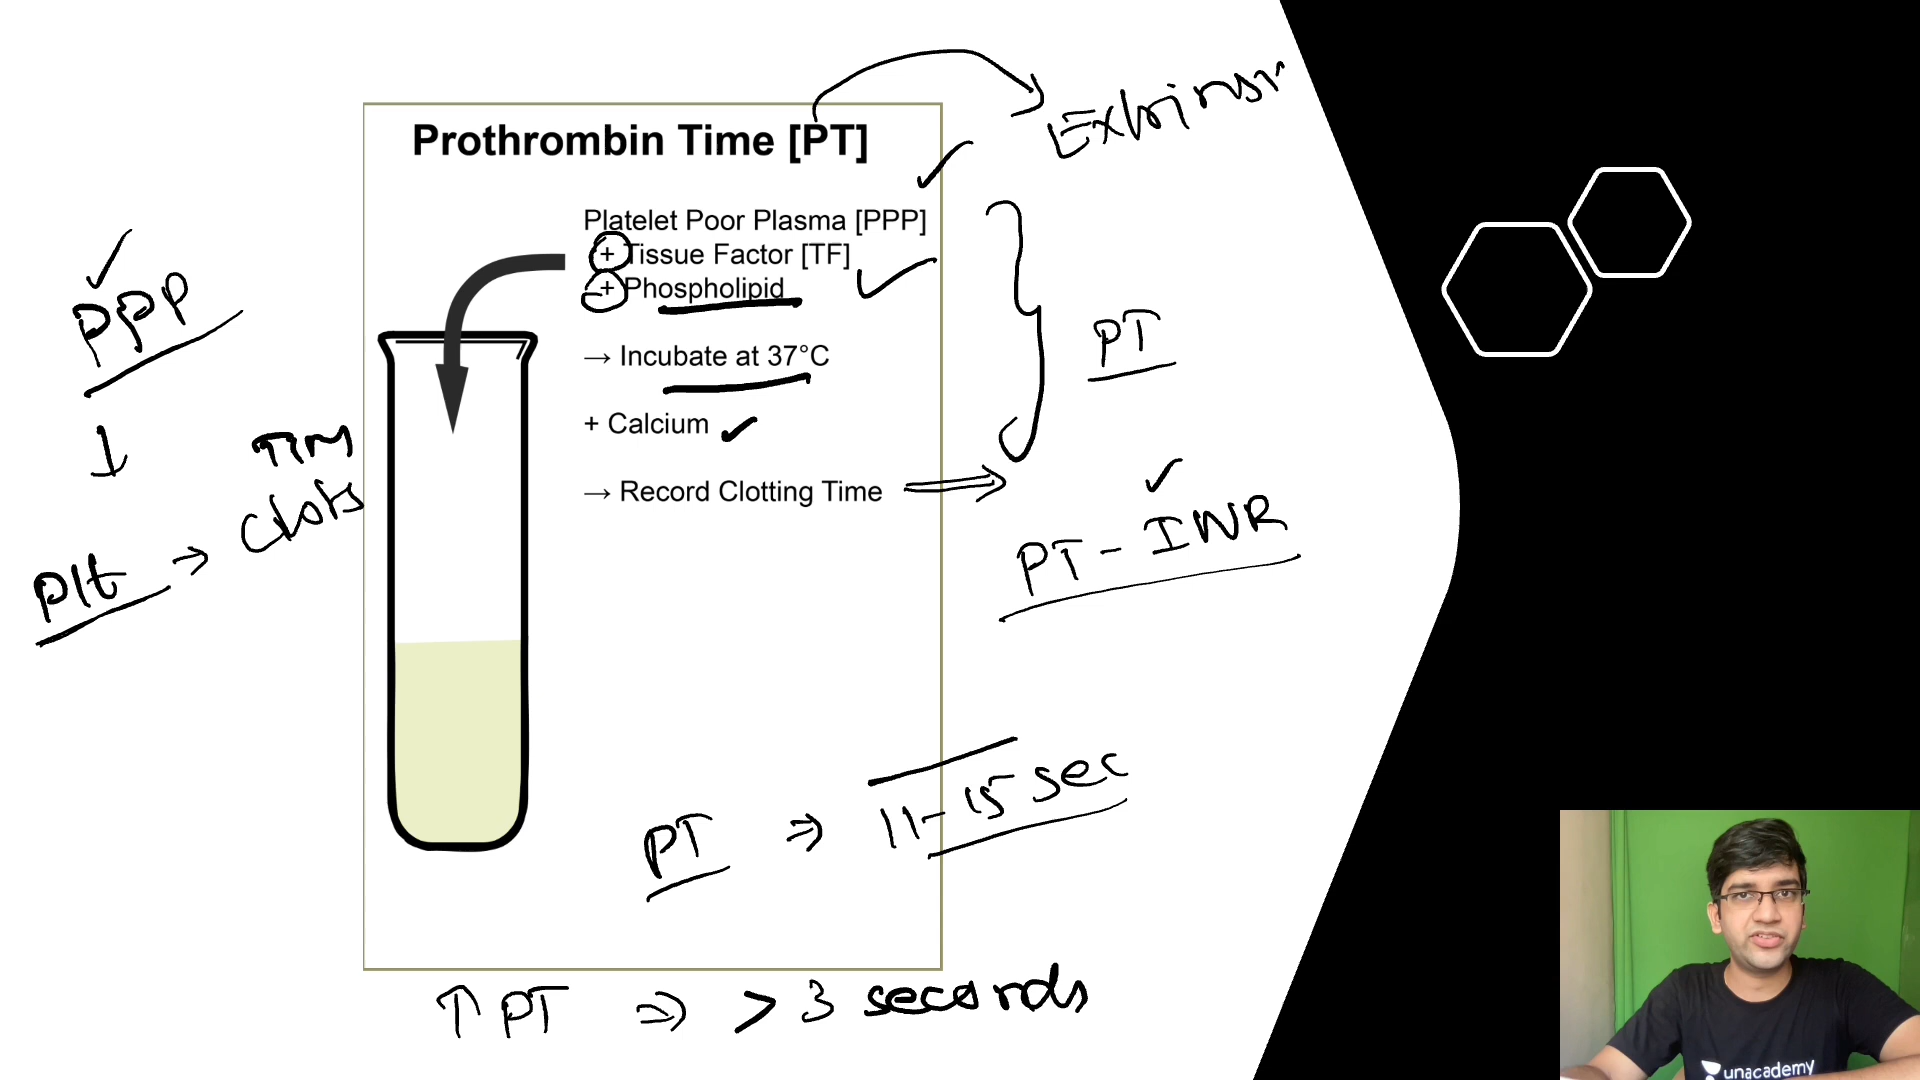 Prothrombin Time [PT]
Extrinsi
Platelet Poor Plasma [PPP]
+ Tissue Factor [TF]
+ Phospholipid
→ Incubate at 37°C
+ Calcium ✓
→ Record Clotting Time ⇒
PT
PT - INR
✓
PPP
↓
Plt → clots
PT ⇒ 11-15 sec
↑ PT ⇒ > 3 seconds
unacademy